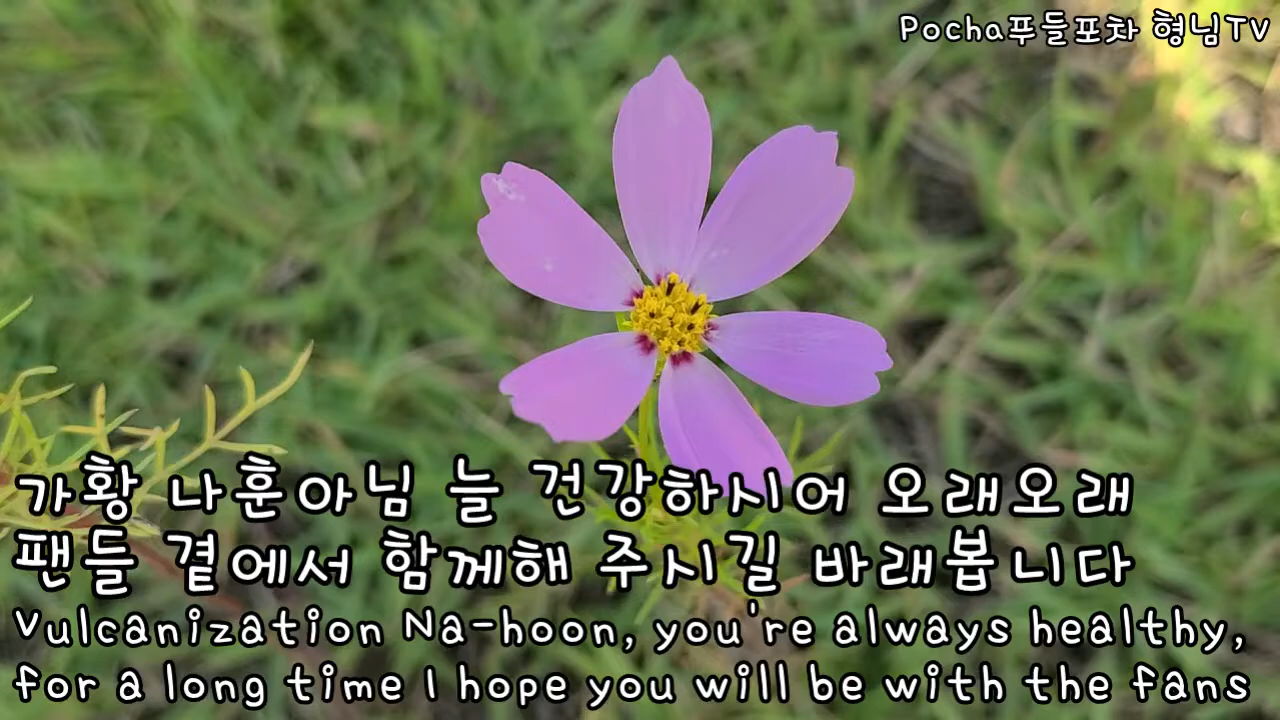 Pocha푸들포차 형님TV
가황 나훈아님 늘 건강하시어 오래오래
팬들 곁에서 함께해 주시길 바래봅니다
Vulcanization Na-hoon, you're always healthy,
for a long time I hope you will be with the fans